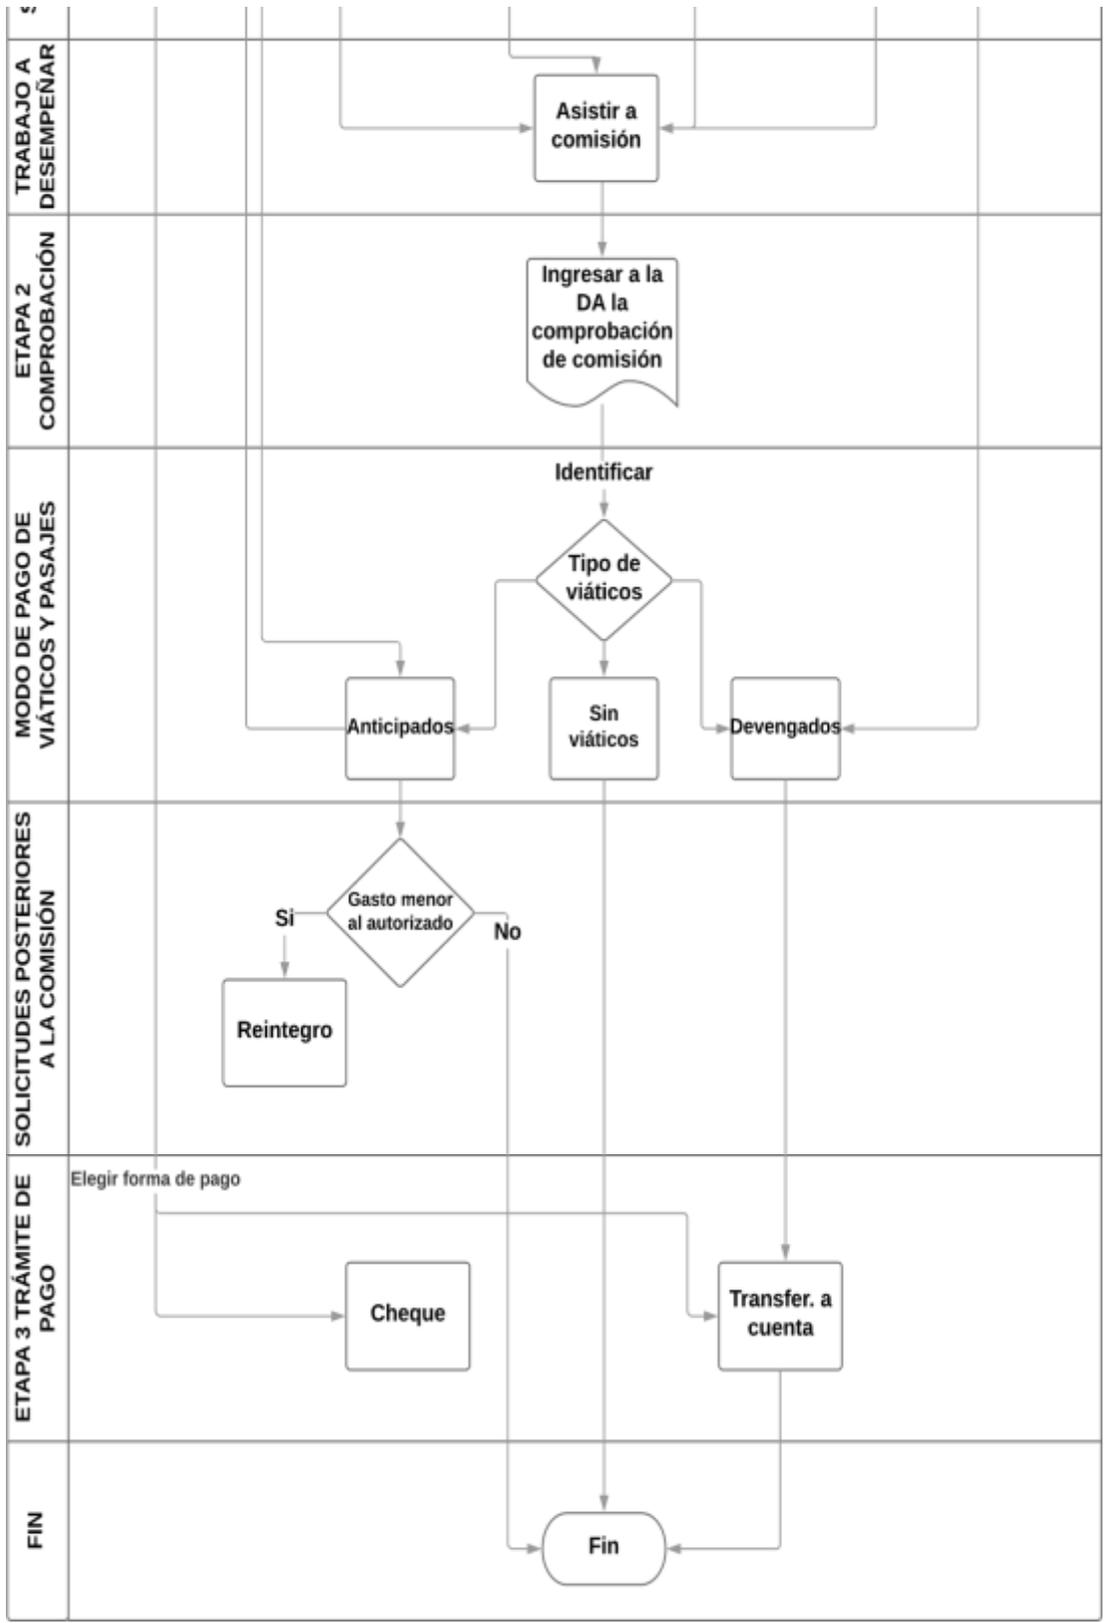 TRABAJO A
DESEMPEÑAR
Asistir a
comisión
ETAPA 2
COMPROBACIÓN
Ingresar a la
DA la
comprobación
de comisión
MODO DE PAGO DE
VIÁTICOS Y PASAJES
Identificar
Tipo de
viáticos
Anticipados
Sin
viáticos
Devengados
SOLICITUDES POSTERIORES
A LA COMISIÓN
Gasto menor
al autorizado
Si
No
Reintegro
ETAPA 3 TRÁMITE DE
PAGO
Elegir forma de pago
Cheque
Transfer. a
cuenta
FIN
Fin